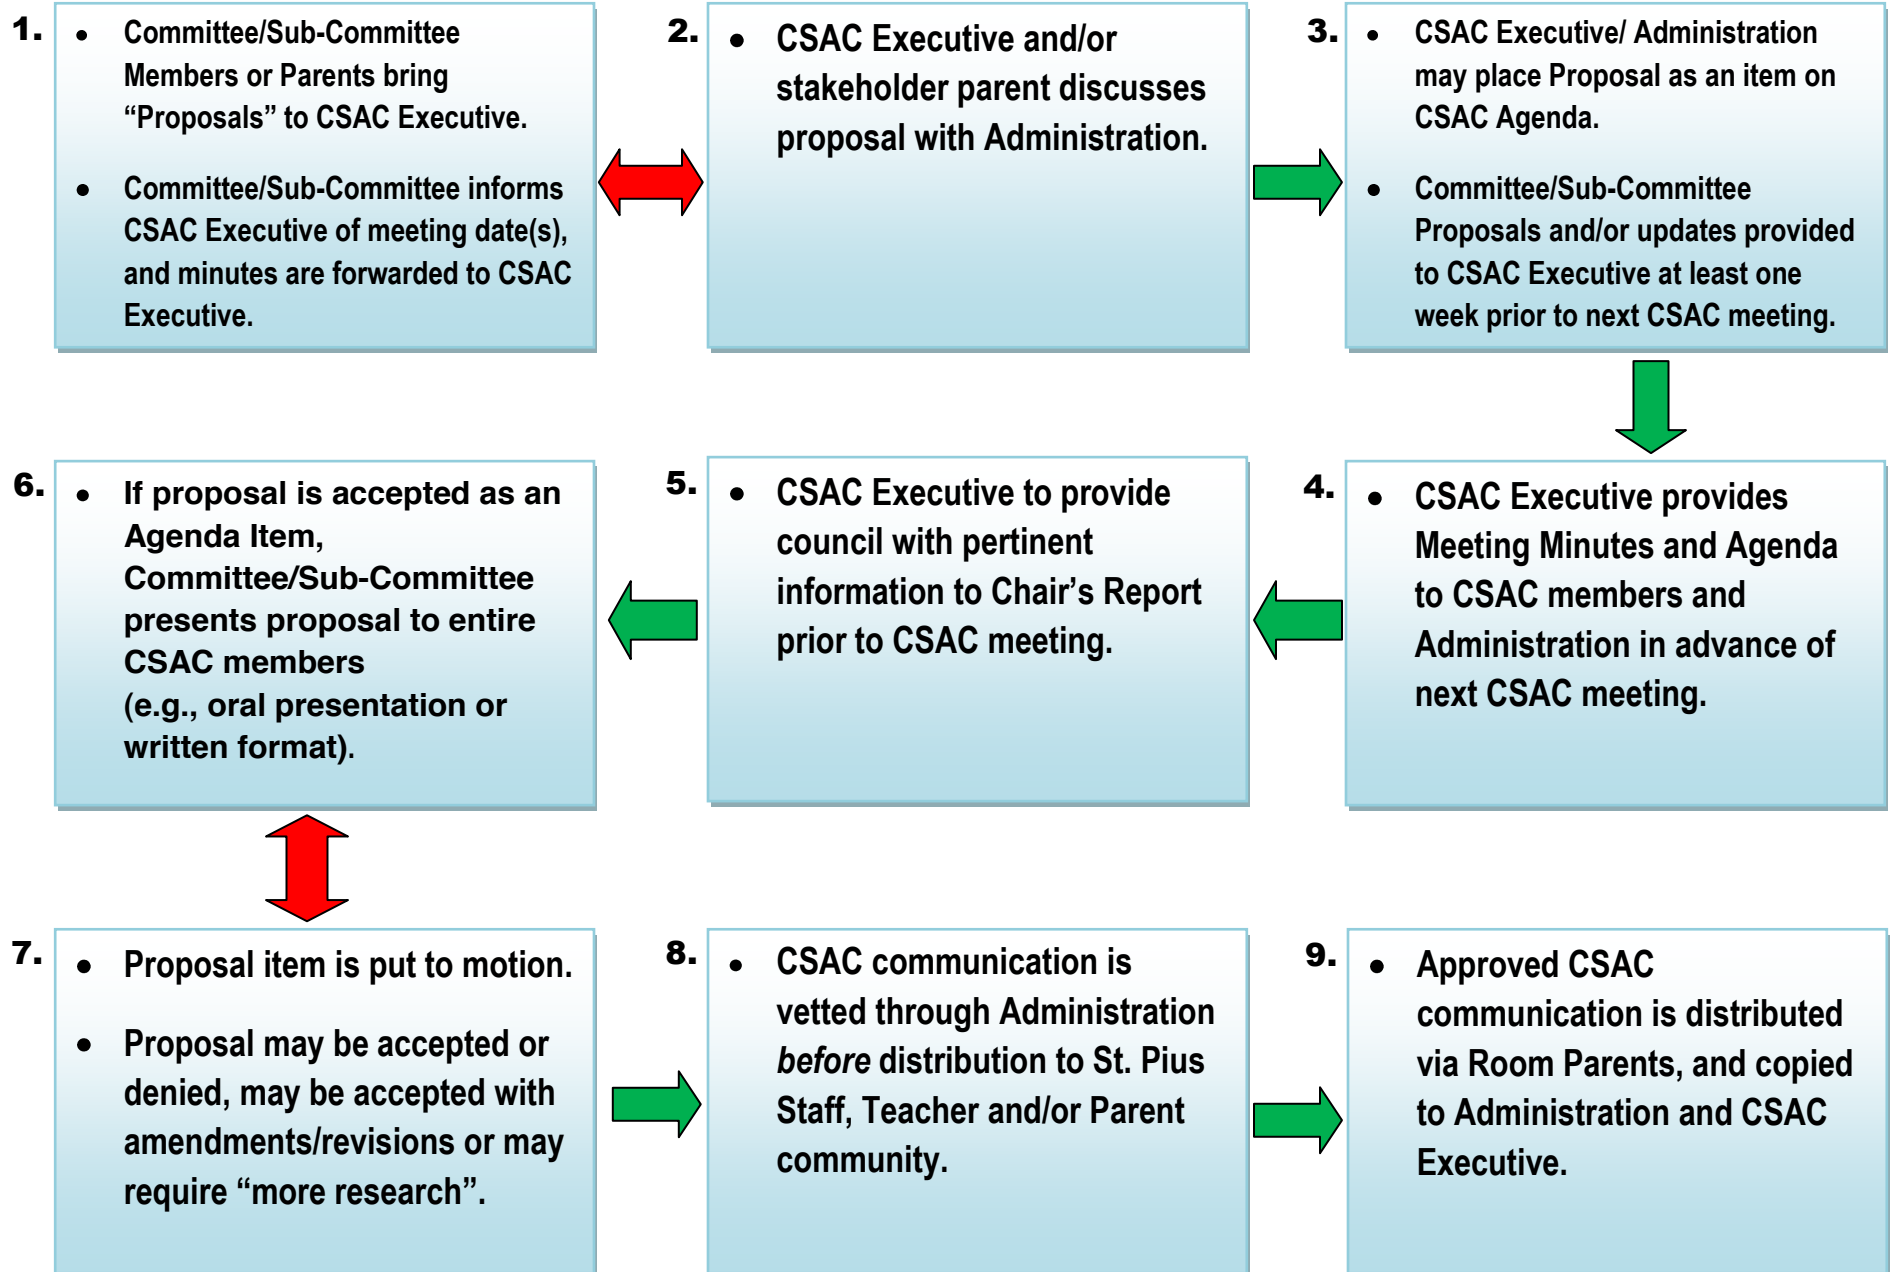 1.
• Committee/Sub-Committee
Members or Parents bring
“Proposals” to CSAC Executive.
• Committee/Sub-Committee informs
CSAC Executive of meeting date(s),
and minutes are forwarded to CSAC
Executive.
2.
• CSAC Executive and/or
stakeholder parent discusses
proposal with Administration.
3.
• CSAC Executive/ Administration
may place Proposal as an item on
CSAC Agenda.
• Committee/Sub-Committee
Proposals and/or updates provided
to CSAC Executive at least one
week prior to next CSAC meeting.
4.
• CSAC Executive provides
Meeting Minutes and Agenda
to CSAC members and
Administration in advance of
next CSAC meeting.
5.
• CSAC Executive to provide
council with pertinent
information to Chair’s Report
prior to CSAC meeting.
6.
• If proposal is accepted as an
Agenda Item,
Committee/Sub-Committee
presents proposal to entire
CSAC members
(e.g., oral presentation or
written format).
7.
• Proposal item is put to motion.
• Proposal may be accepted or
denied, may be accepted with
amendments/revisions or may
require “more research”.
8.
• CSAC communication is
vetted through Administration
before distribution to St. Pius
Staff, Teacher and/or Parent
community.
9.
• Approved CSAC
communication is distributed
via Room Parents, and copied
to Administration and CSAC
Executive.